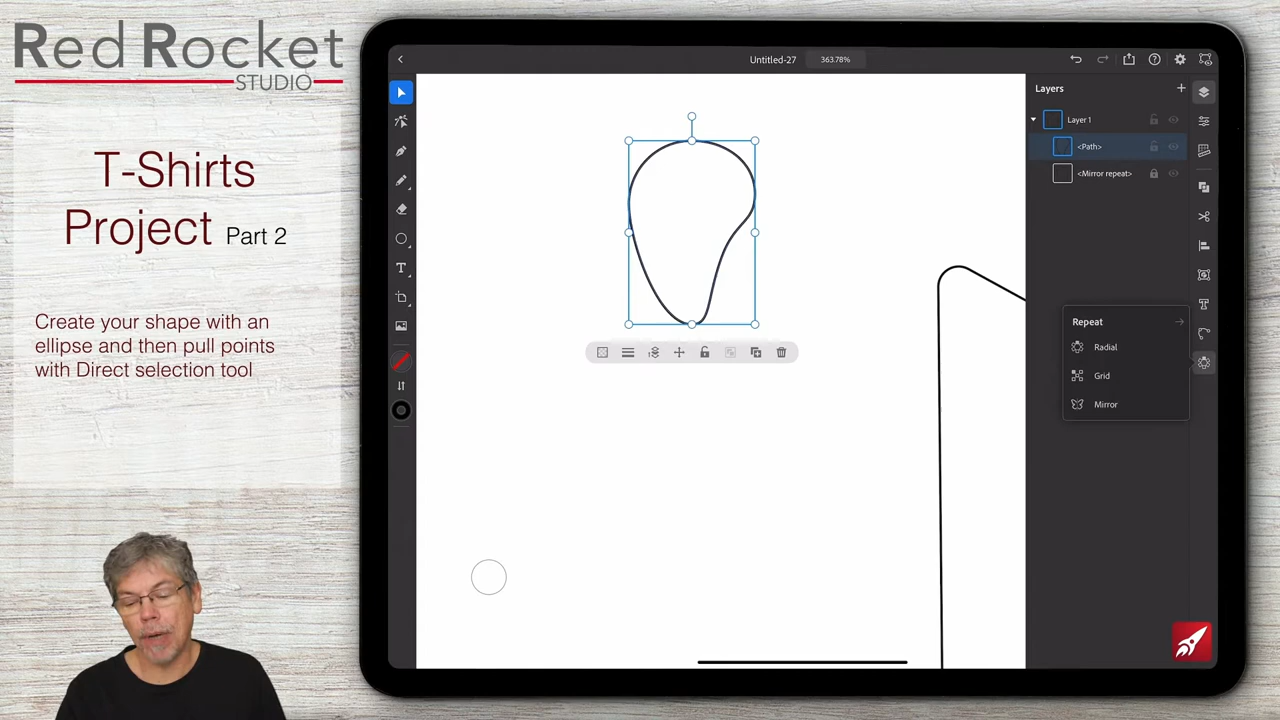 Red Rocket
STUDIO
T-Shirts
Project Part 2
Create your shape with an
ellipse and then pull points
with Direct selection tool
Untitled-27
363.78%
Layers
Layer 1
<Path>
<Mirror repeat>
Repeat
Radial
Grid
Mirror